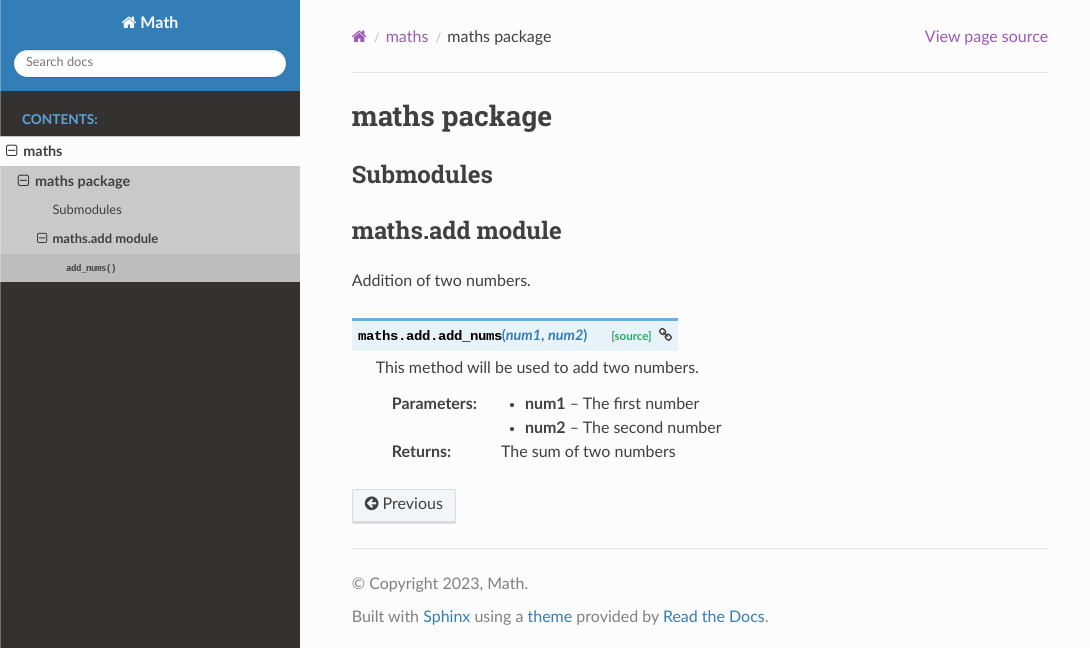 Math
Search docs
CONTENTS:
maths
maths package
Submodules
maths.add module
add_nums()
/ maths / maths package
View page source
maths package
Submodules
maths.add module
Addition of two numbers.
maths.add.add_nums(num1, num2) [source]
This method will be used to add two numbers.
Parameters: • num1 – The first number
• num2 – The second number
Returns: The sum of two numbers
Previous
© Copyright 2023, Math.
Built with Sphinx using a theme provided by Read the Docs.